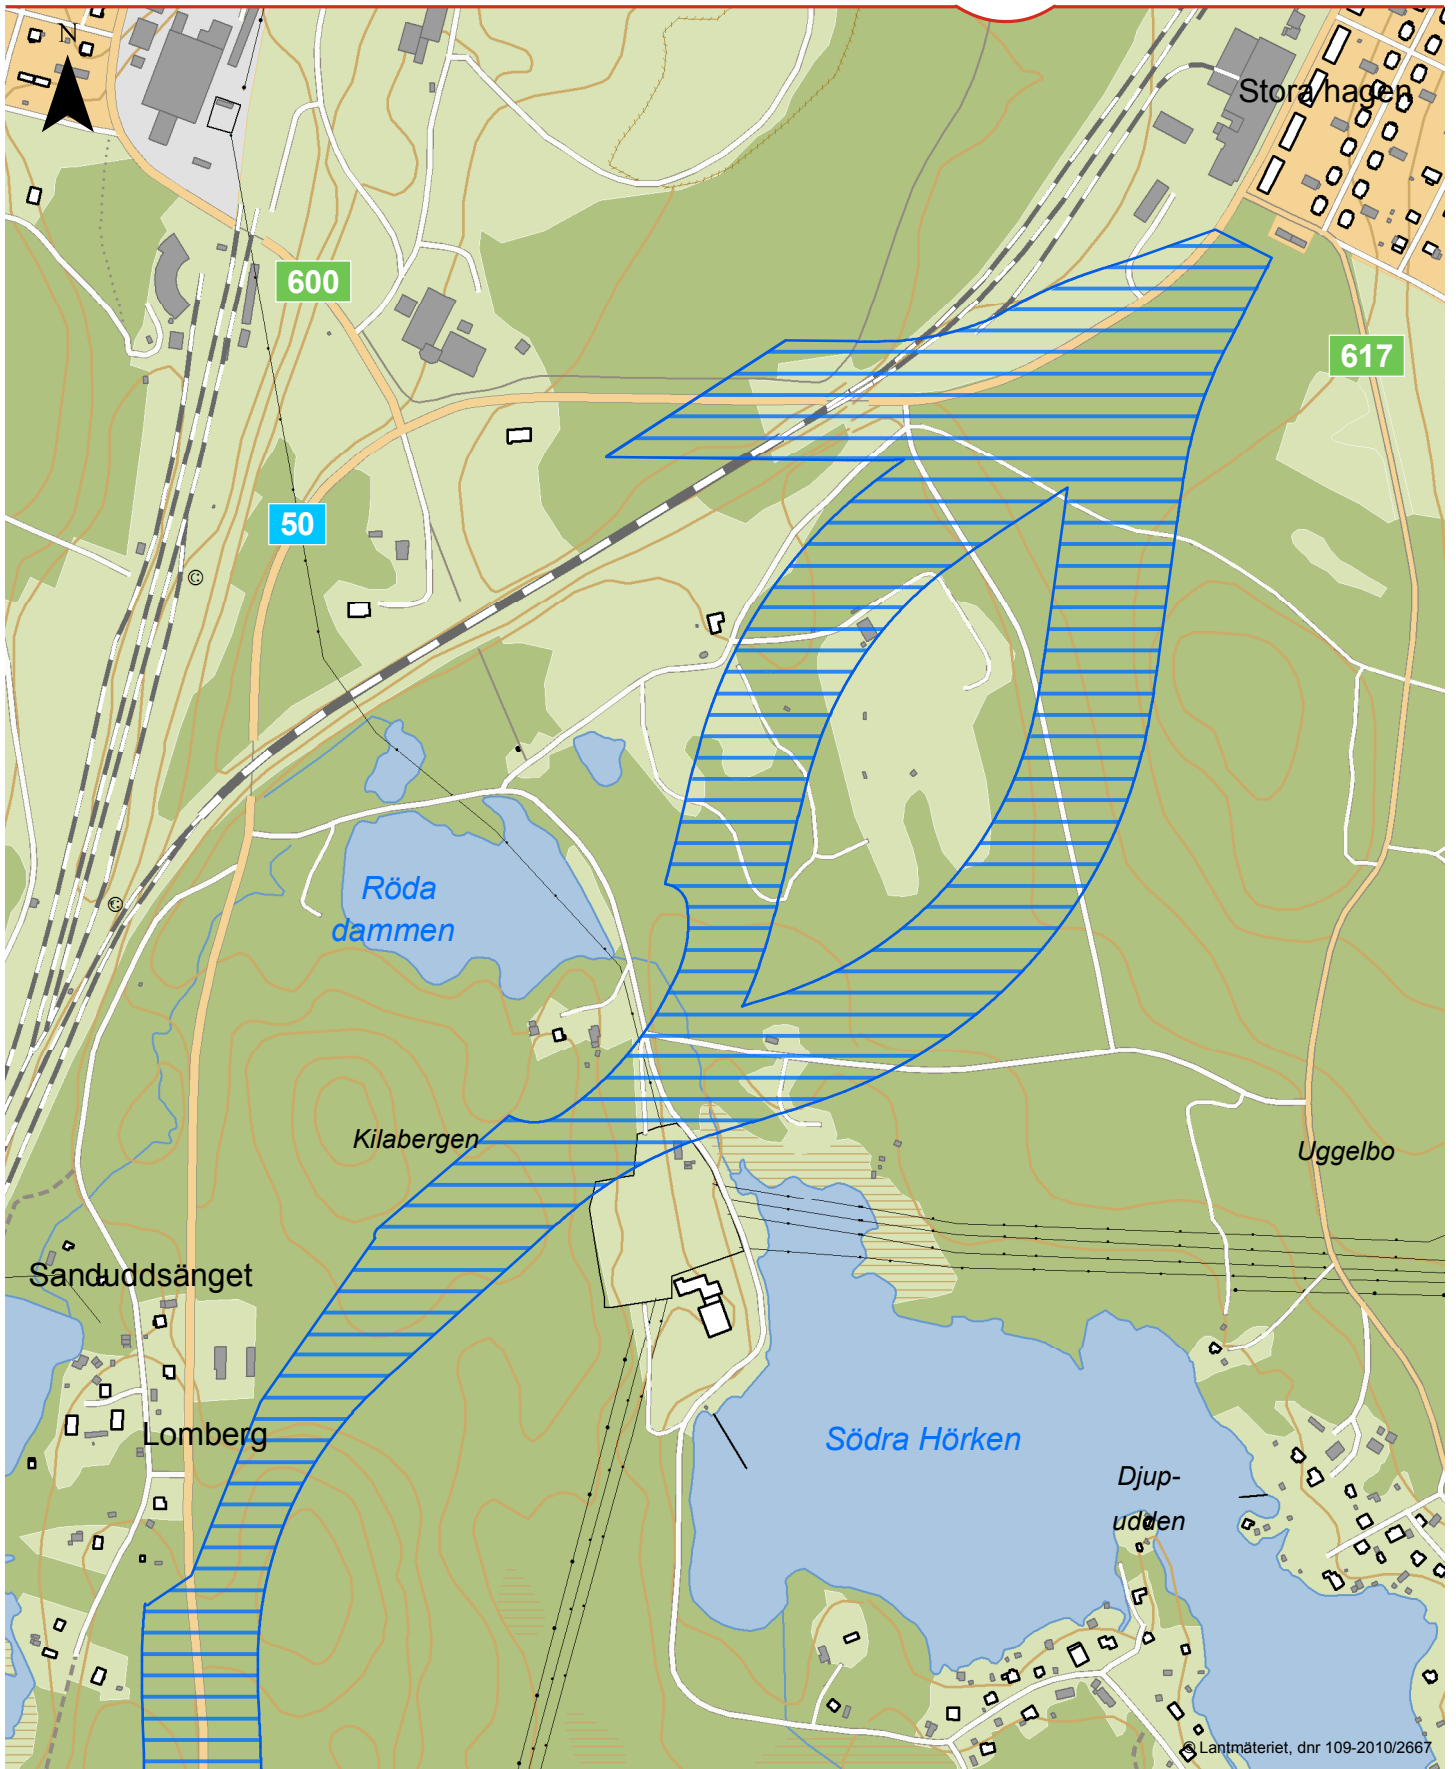 N
Stora hagen
600
617
50
Röda
dammen
Kilabergen
Uggelbo
Sanduddsänget
Lomberg
Södra Hörken
Djup-
udden
© Lantmäteriet, dnr 109-2010/2667